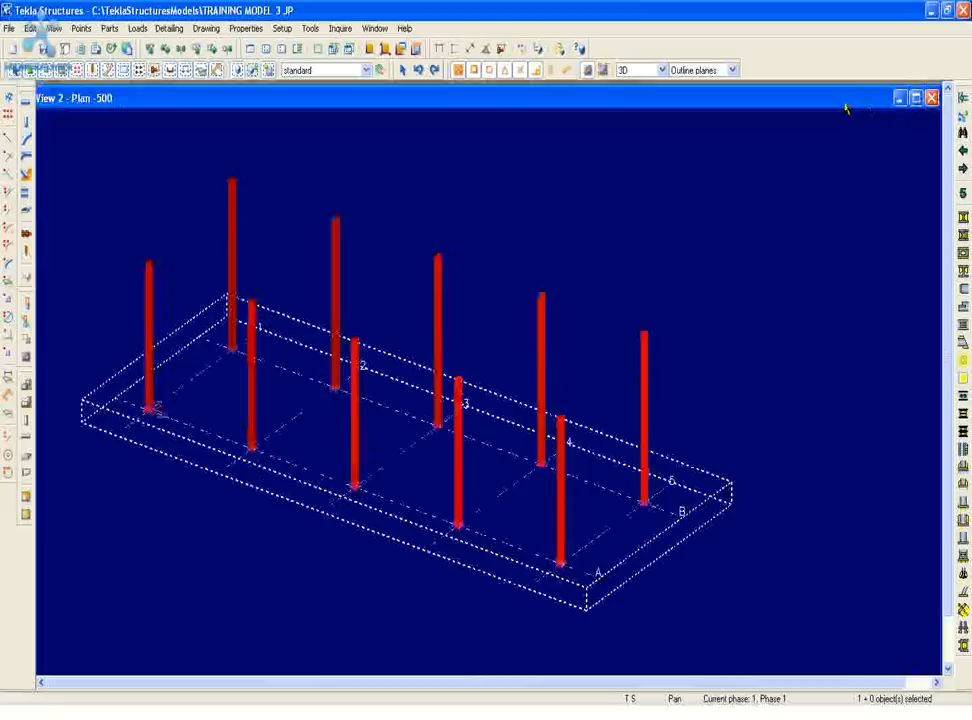 Tekla Structures - C:\TeklaStructuresModels\TRAINING MODEL 3 JP
File Edit View Points Parts Loads Detailing Drawing Properties Setup Tools Inquire Window Help
standard 3D Outline planes
View 2 - Plan -500
1
2
3
4
5
B
A
T S Pan Current phase: 1, Phase 1 1 + 0 object(s) selected